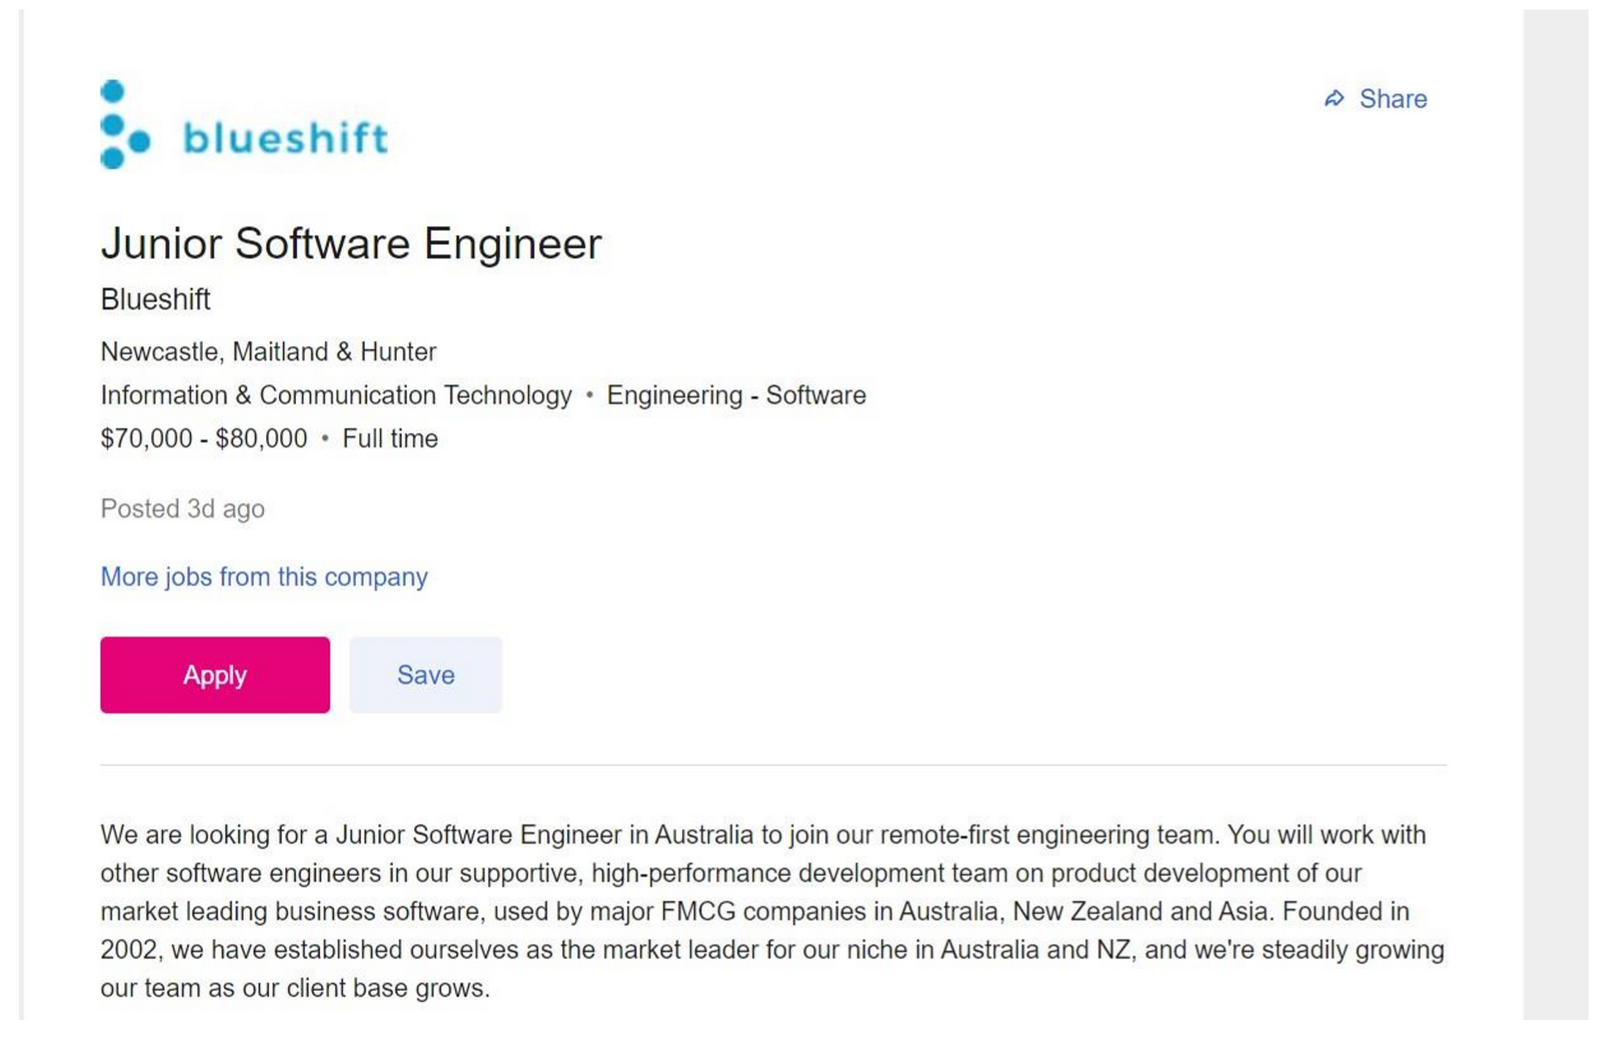 Share
blueshift
Junior Software Engineer
Blueshift
Newcastle, Maitland & Hunter
Information & Communication Technology • Engineering - Software
$70,000 - $80,000 • Full time
Posted 3d ago
More jobs from this company
Apply Save
We are looking for a Junior Software Engineer in Australia to join our remote-first engineering team. You will work with
other software engineers in our supportive, high-performance development team on product development of our
market leading business software, used by major FMCG companies in Australia, New Zealand and Asia. Founded in
2002, we have established ourselves as the market leader for our niche in Australia and NZ, and we're steadily growing
our team as our client base grows.